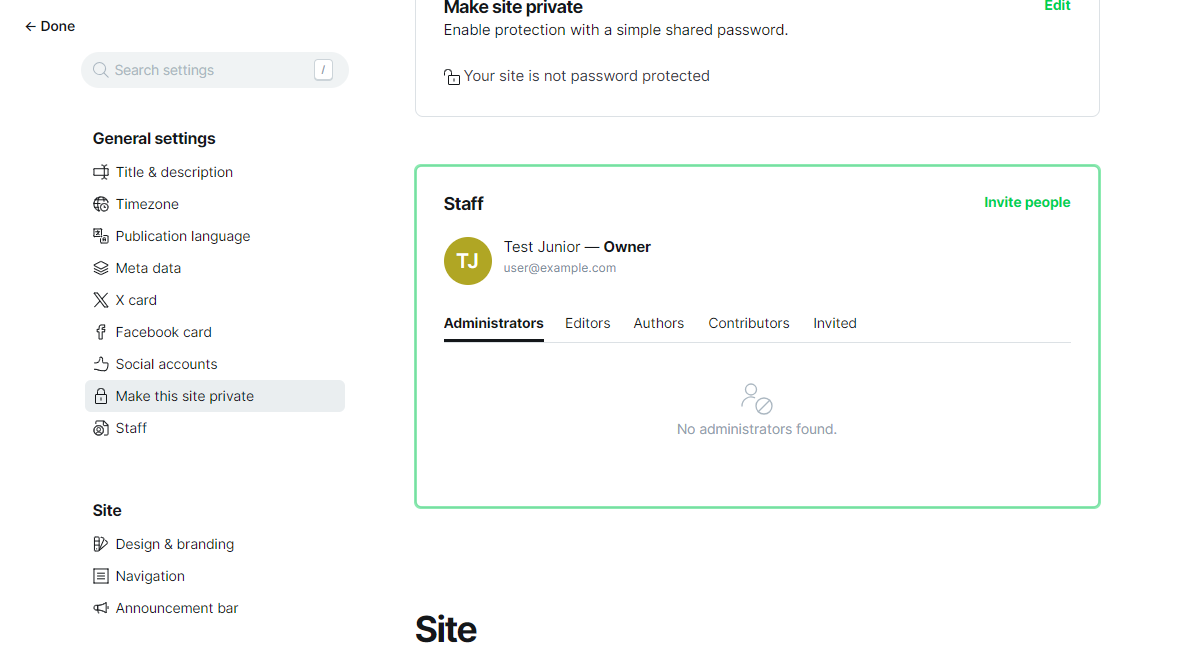 ← Done
Search settings /
General settings
Title & description
Timezone
Publication language
Meta data
X card
Facebook card
Social accounts
Make this site private
Staff
Site
Design & branding
Navigation
Announcement bar
Make site private
Edit
Enable protection with a simple shared password.
Your site is not password protected
Staff
Invite people
TJ
Test Junior — Owner
user@example.com
Administrators Editors Authors Contributors Invited
No administrators found.
Site